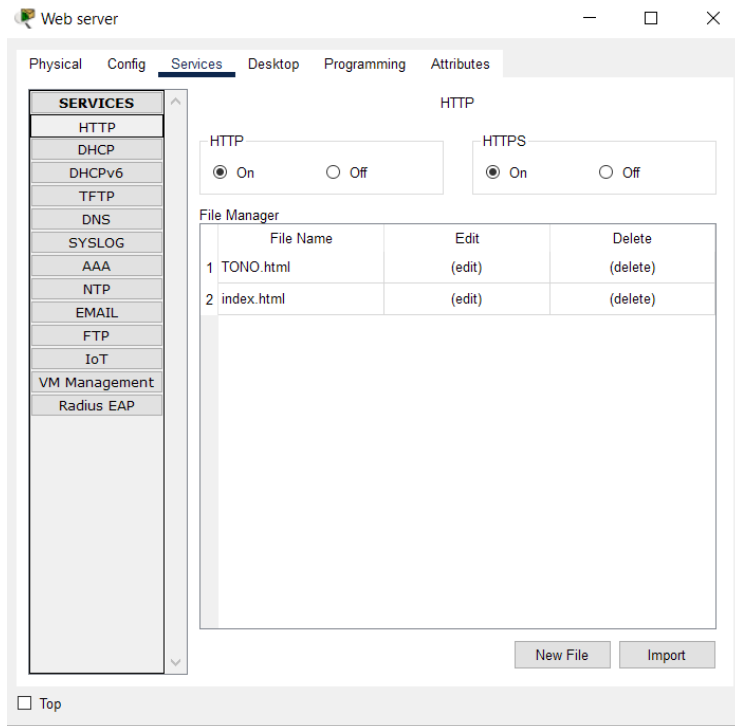 Web server
Physical Config Services Desktop Programming Attributes
SERVICES
HTTP
DHCP
DHCPv6
TFTP
DNS
SYSLOG
AAA
NTP
EMAIL
FTP
IoT
VM Management
Radius EAP
HTTP
HTTP HTTPS
On Off On Off
File Manager
File Name Edit Delete
1 TONO.html (edit) (delete)
2 index.html (edit) (delete)
New File Import
Top